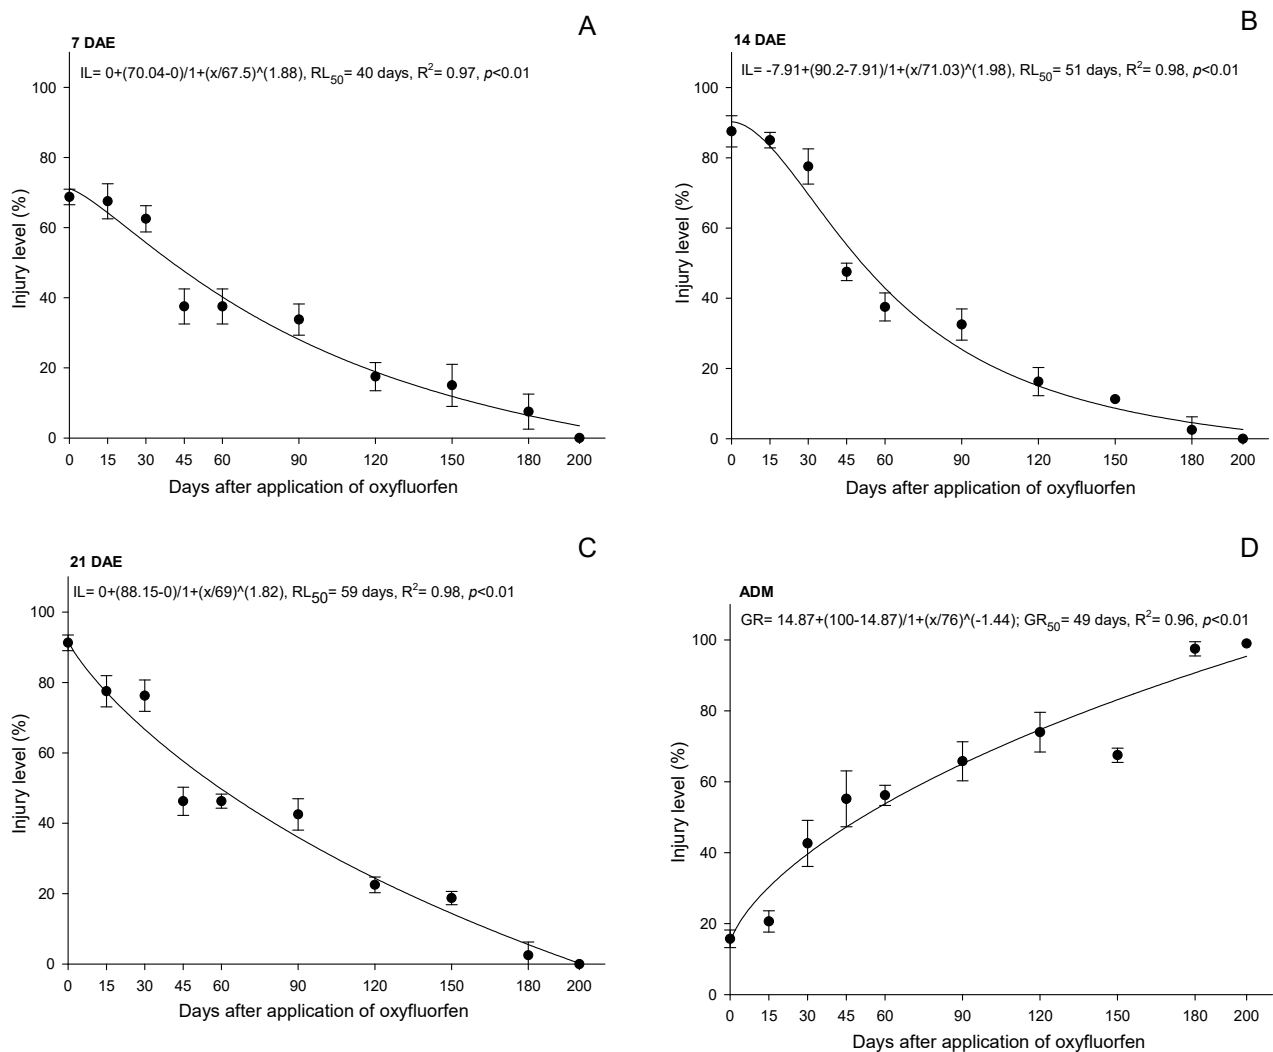 A
7 DAE
IL= 0+(70.04-0)/1+(x/67.5)^(1.88), RL50= 40 days, R2= 0.97, p<0.01
100
80
60
40
20
0
Injury level (%)
0 15 30 45 60 90 120 150 180 200
Days after application of oxyfluorfen
B
14 DAE
IL= -7.91+(90.2-7.91)/1+(x/71.03)^(1.98), RL50= 51 days, R2= 0.98, p<0.01
100
80
60
40
20
0
Injury level (%)
0 15 30 45 60 90 120 150 180 200
Days after application of oxyfluorfen
C
21 DAE
IL= 0+(88.15-0)/1+(x/69)^(1.82), RL50= 59 days, R2= 0.98, p<0.01
100
80
60
40
20
0
Injury level (%)
0 15 30 45 60 90 120 150 180 200
Days after application of oxyfluorfen
D
ADM
GR= 14.87+(100-14.87)/1+(x/76)^(-1.44); GR50= 49 days, R2= 0.96, p<0.01
100
80
60
40
20
0
Injury level (%)
0 15 30 45 60 90 120 150 180 200
Days after application of oxyfluorfen